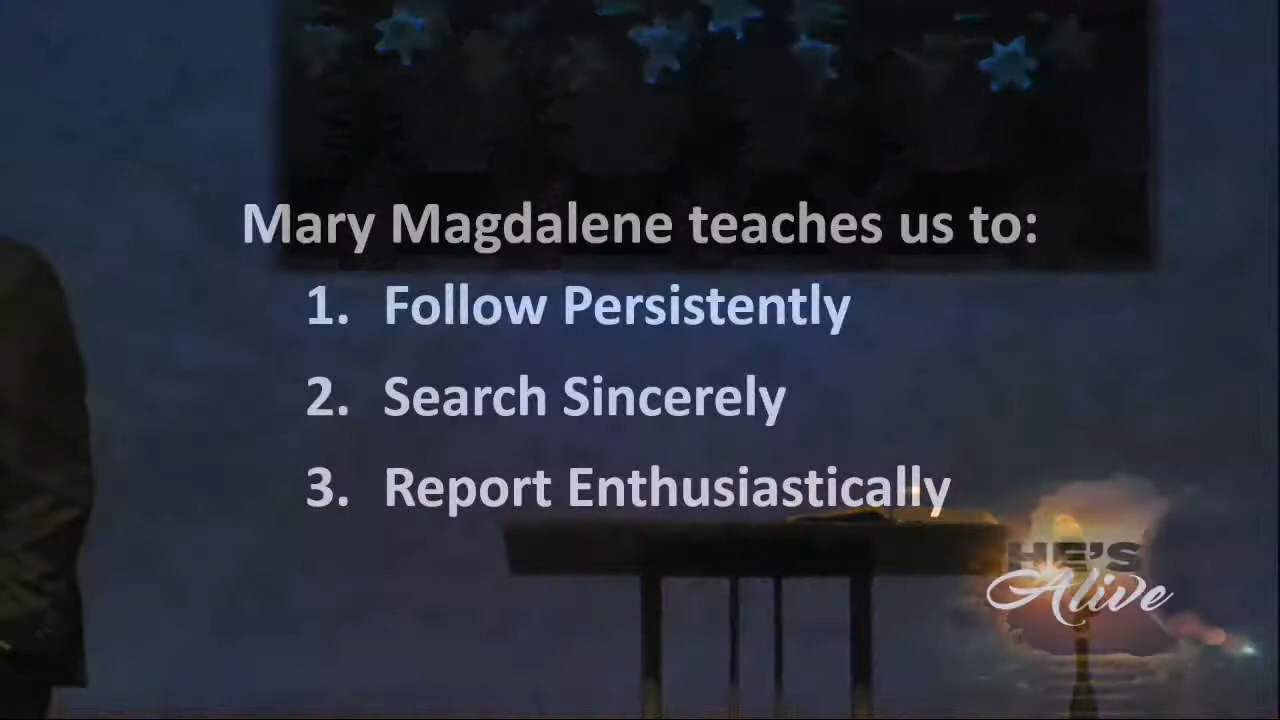 Mary Magdalene teaches us to:
1. Follow Persistently
2. Search Sincerely
3. Report Enthusiastically
HE'S
Alive